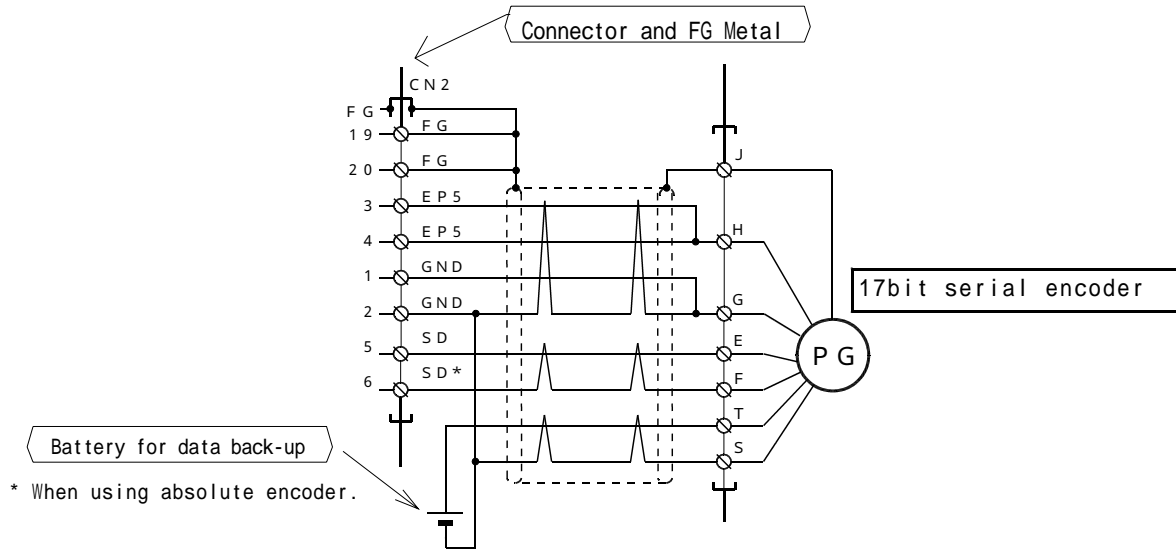 Connector and FG Metal
CN2
FG
19 FG
20 FG
J
3 EP5
4 EP5
H
1 GND
17bit serial encoder
2 GND
G
5 SD
E
PG
6 SD*
F
T
Battery for data back-up
S
* When using absolute encoder.